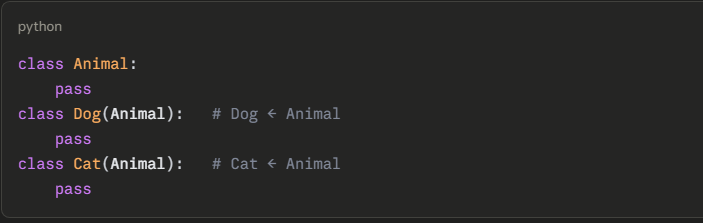 python
class Animal:
    pass
class Dog(Animal):   # Dog ← Animal
    pass
class Cat(Animal):   # Cat ← Animal
    pass